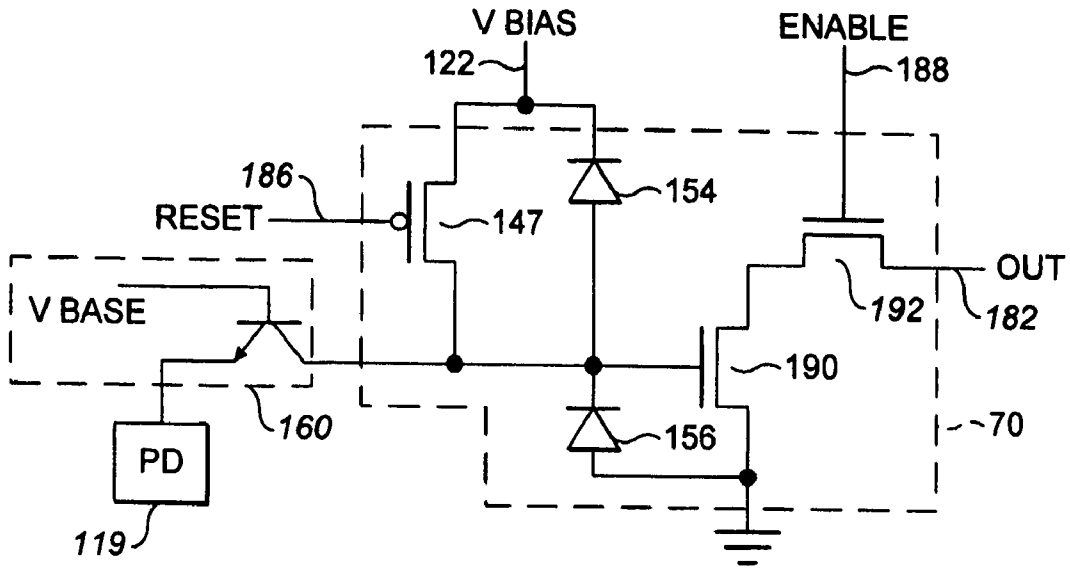 V BIAS
ENABLE
122
188
186
154
RESET
147
OUT
V BASE
192
182
190
160
156
70
PD
119